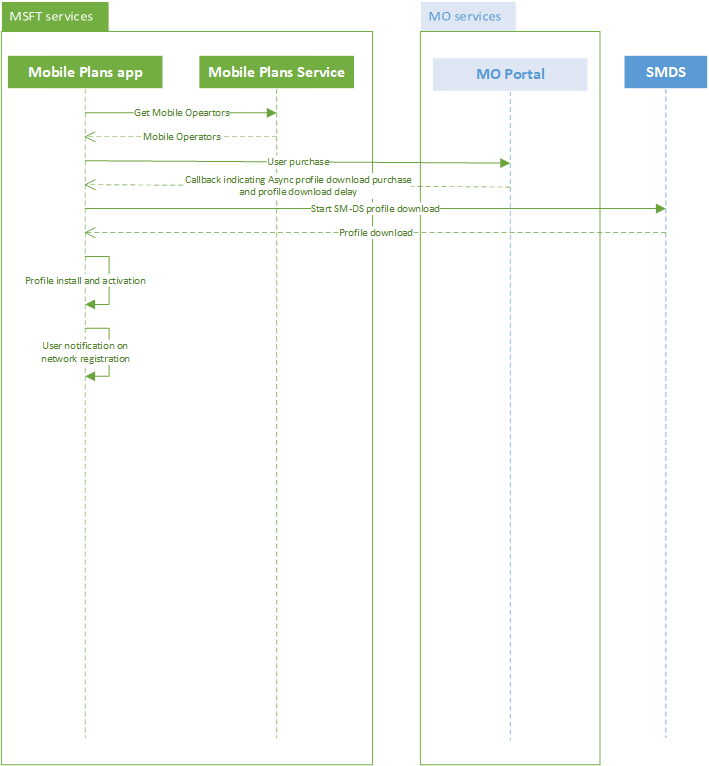 MSFT services
MO services
Mobile Plans app
Mobile Plans Service
MO Portal
SMDS
Get Mobile Opeartors
Mobile Operators
User purchase
Callback indicating Async profile download purchase
and profile download delay
Start SM-DS profile download
Profile download
Profile install and activation
User notification on
network registration